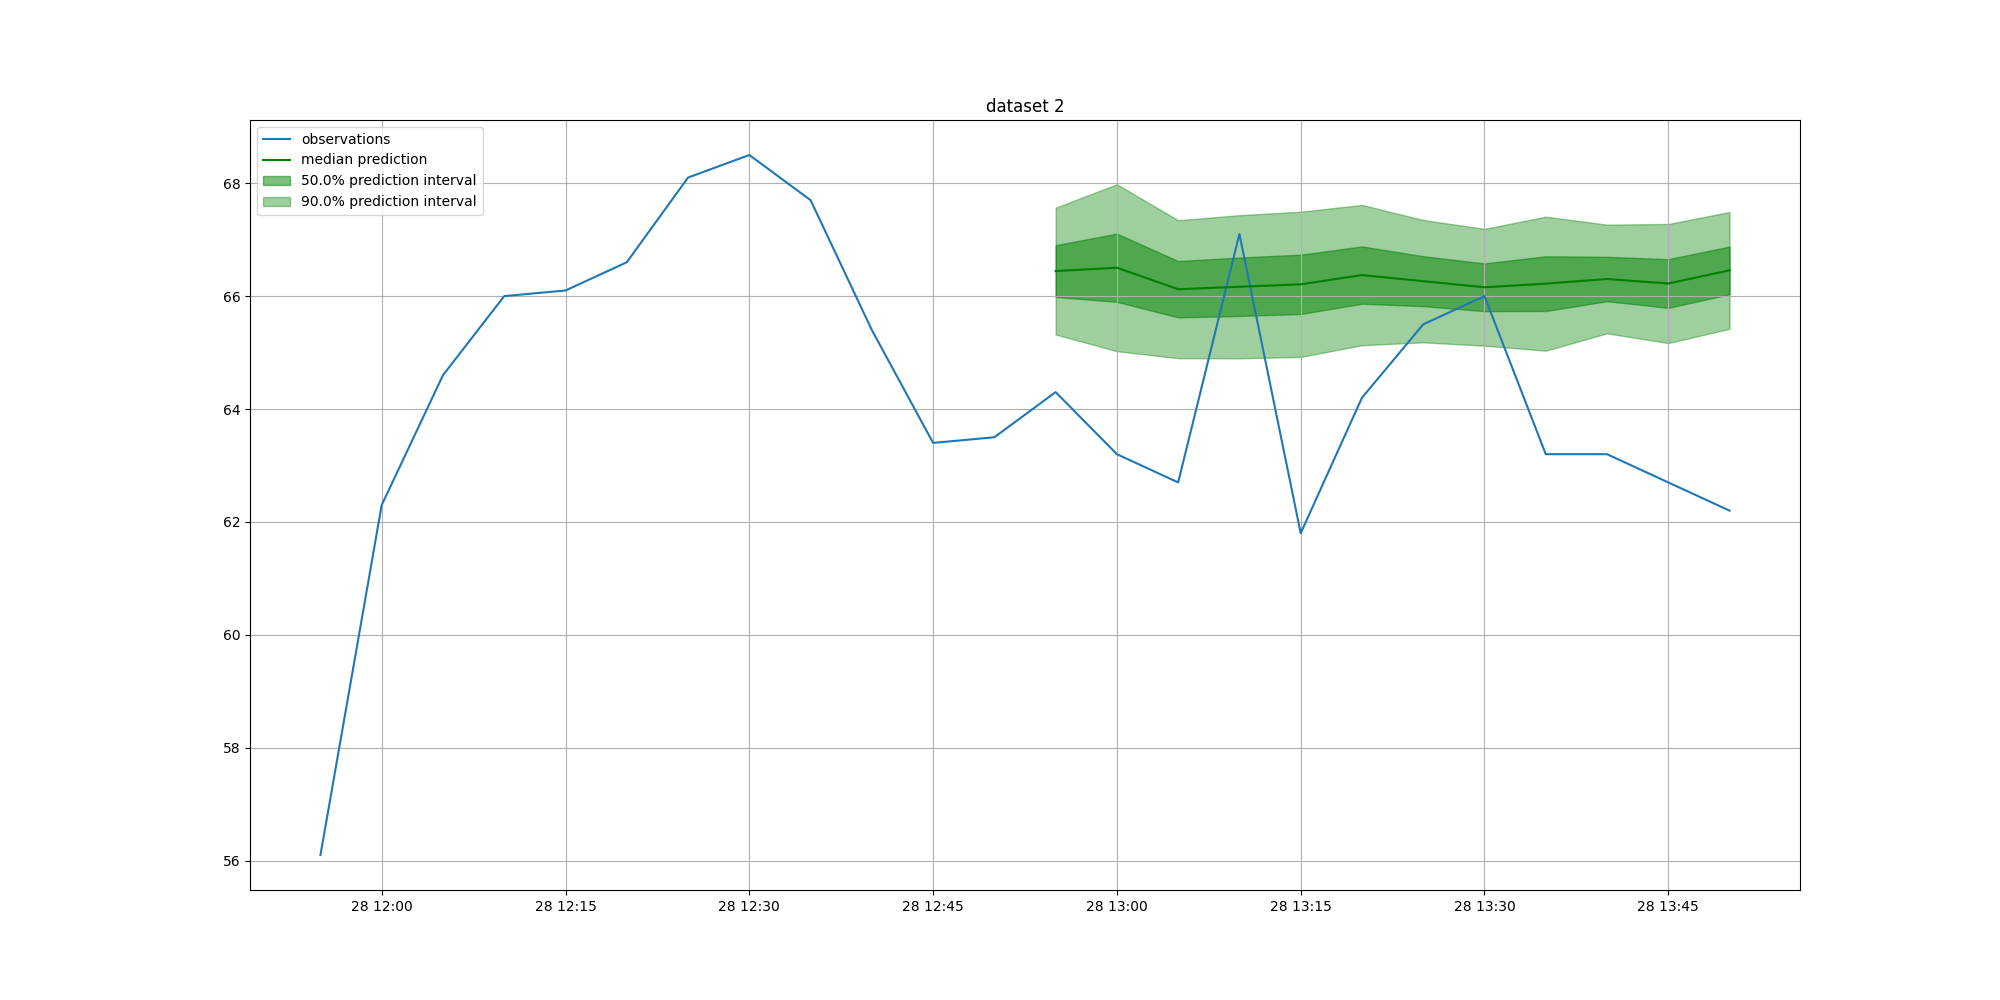 dataset 2
observations
median prediction
50.0% prediction interval
90.0% prediction interval
68
66
64
62
60
58
56
28 12:00 28 12:15 28 12:30 28 12:45 28 13:00 28 13:15 28 13:30 28 13:45